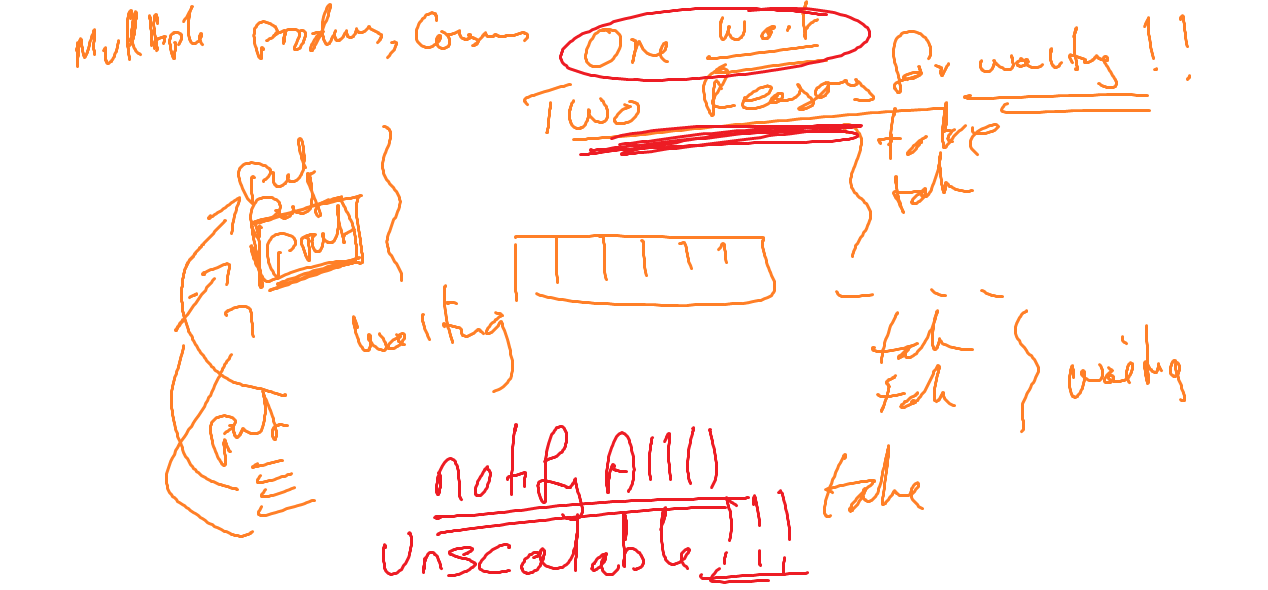 Multiple producers, Consumers
One wait
Two Reasons for waiting!!
put
put
put
take
take
waiting
take
take
waiting
put
take
notifyAll()
unscalable!!!